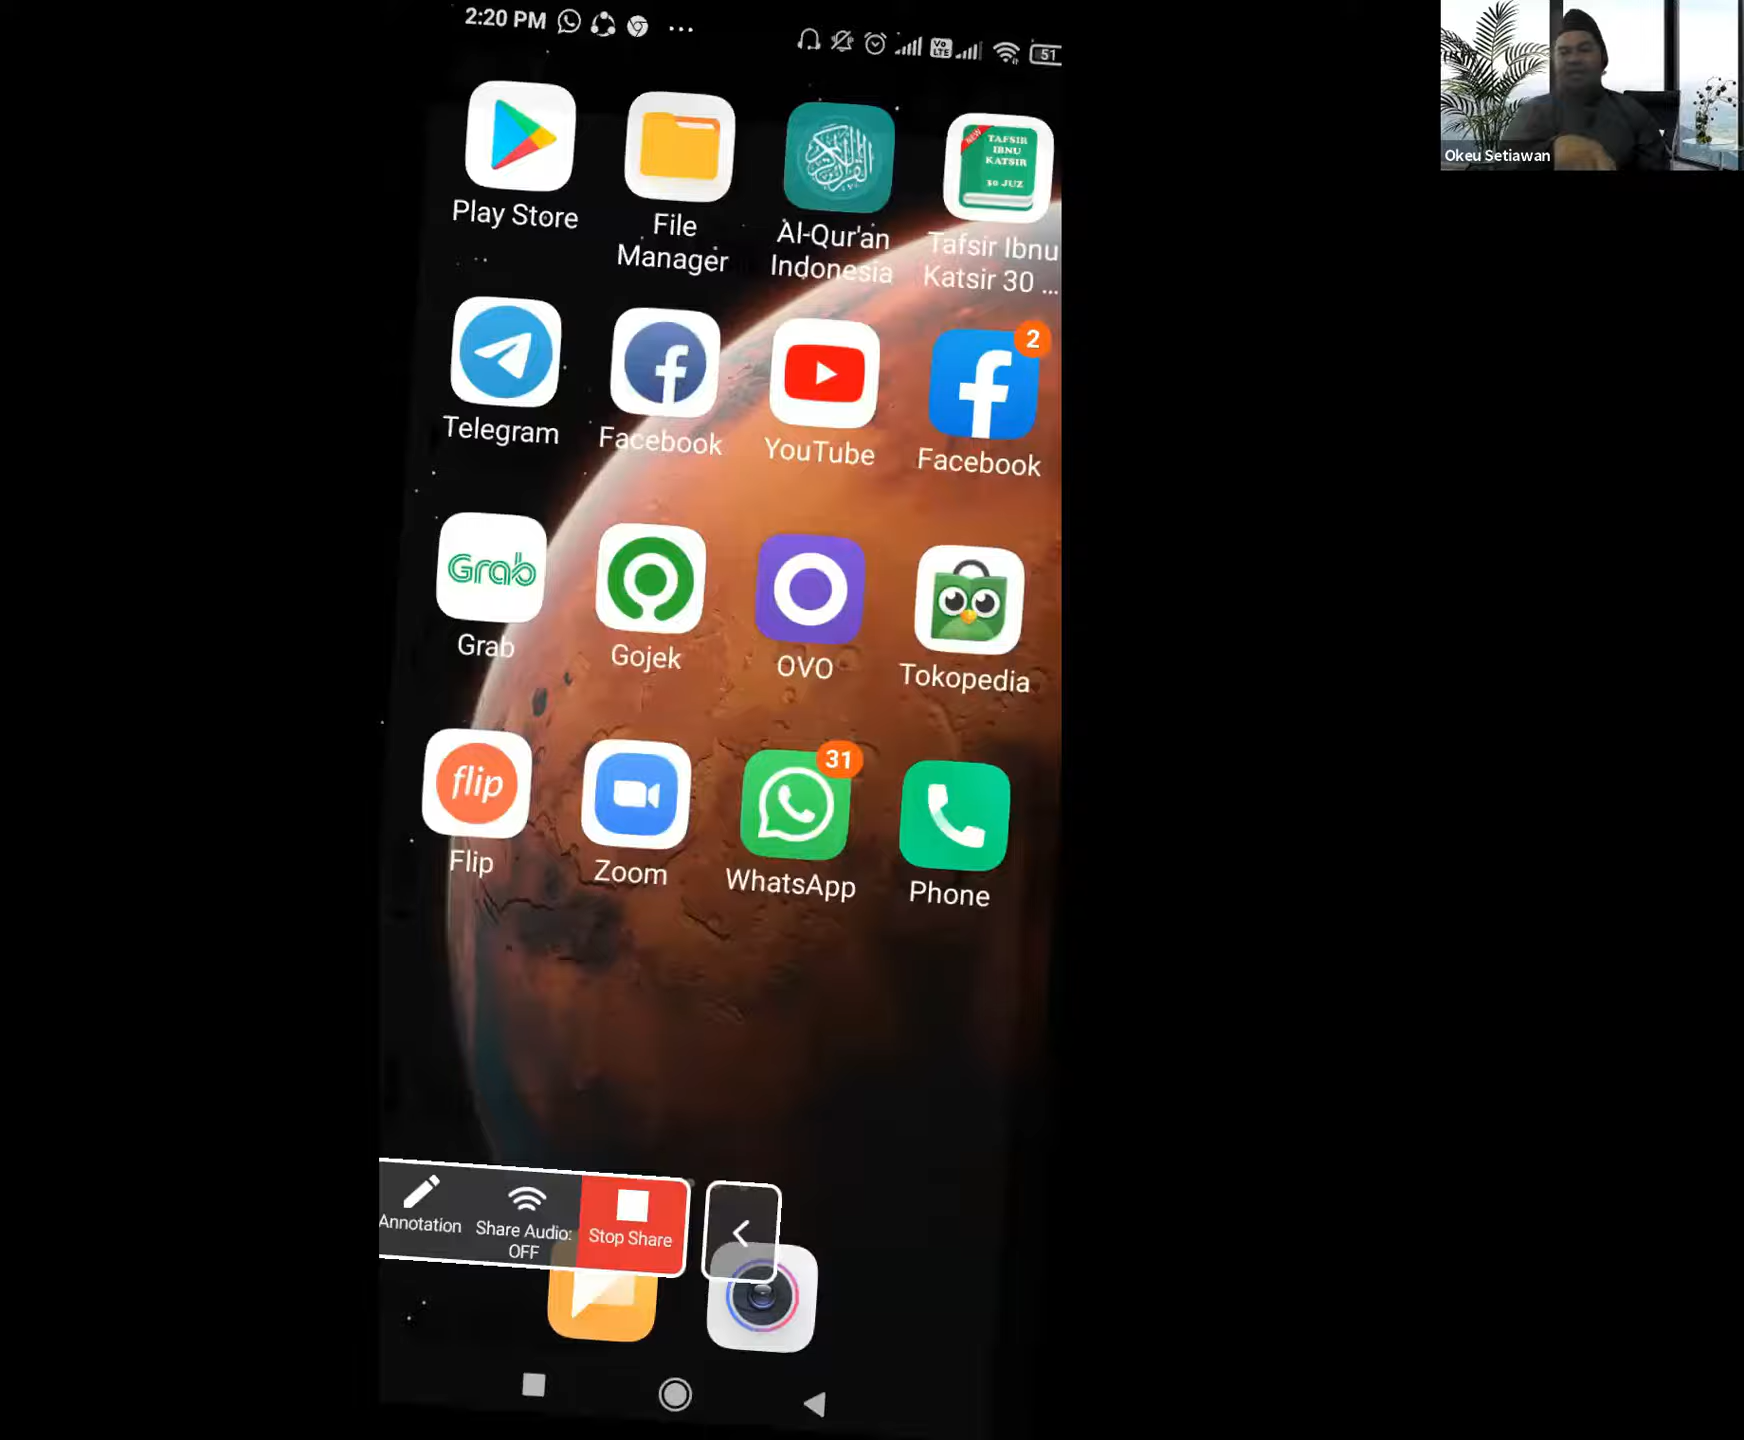 2:20 PM
51
Okeu Setiawan
NEW
TAFSIR
IBNU
KATSIR
30 JUZ
Play Store
File
Manager
Al-Qur'an
Indonesia
Tafsir Ibnu
Katsir 30 ...
2
Telegram
Facebook
YouTube
Facebook
Grab
Grab
Gojek
OVO
Tokopedia
flip
31
Flip
Zoom
WhatsApp
Phone
Annotation
Share Audio:
OFF
Stop Share